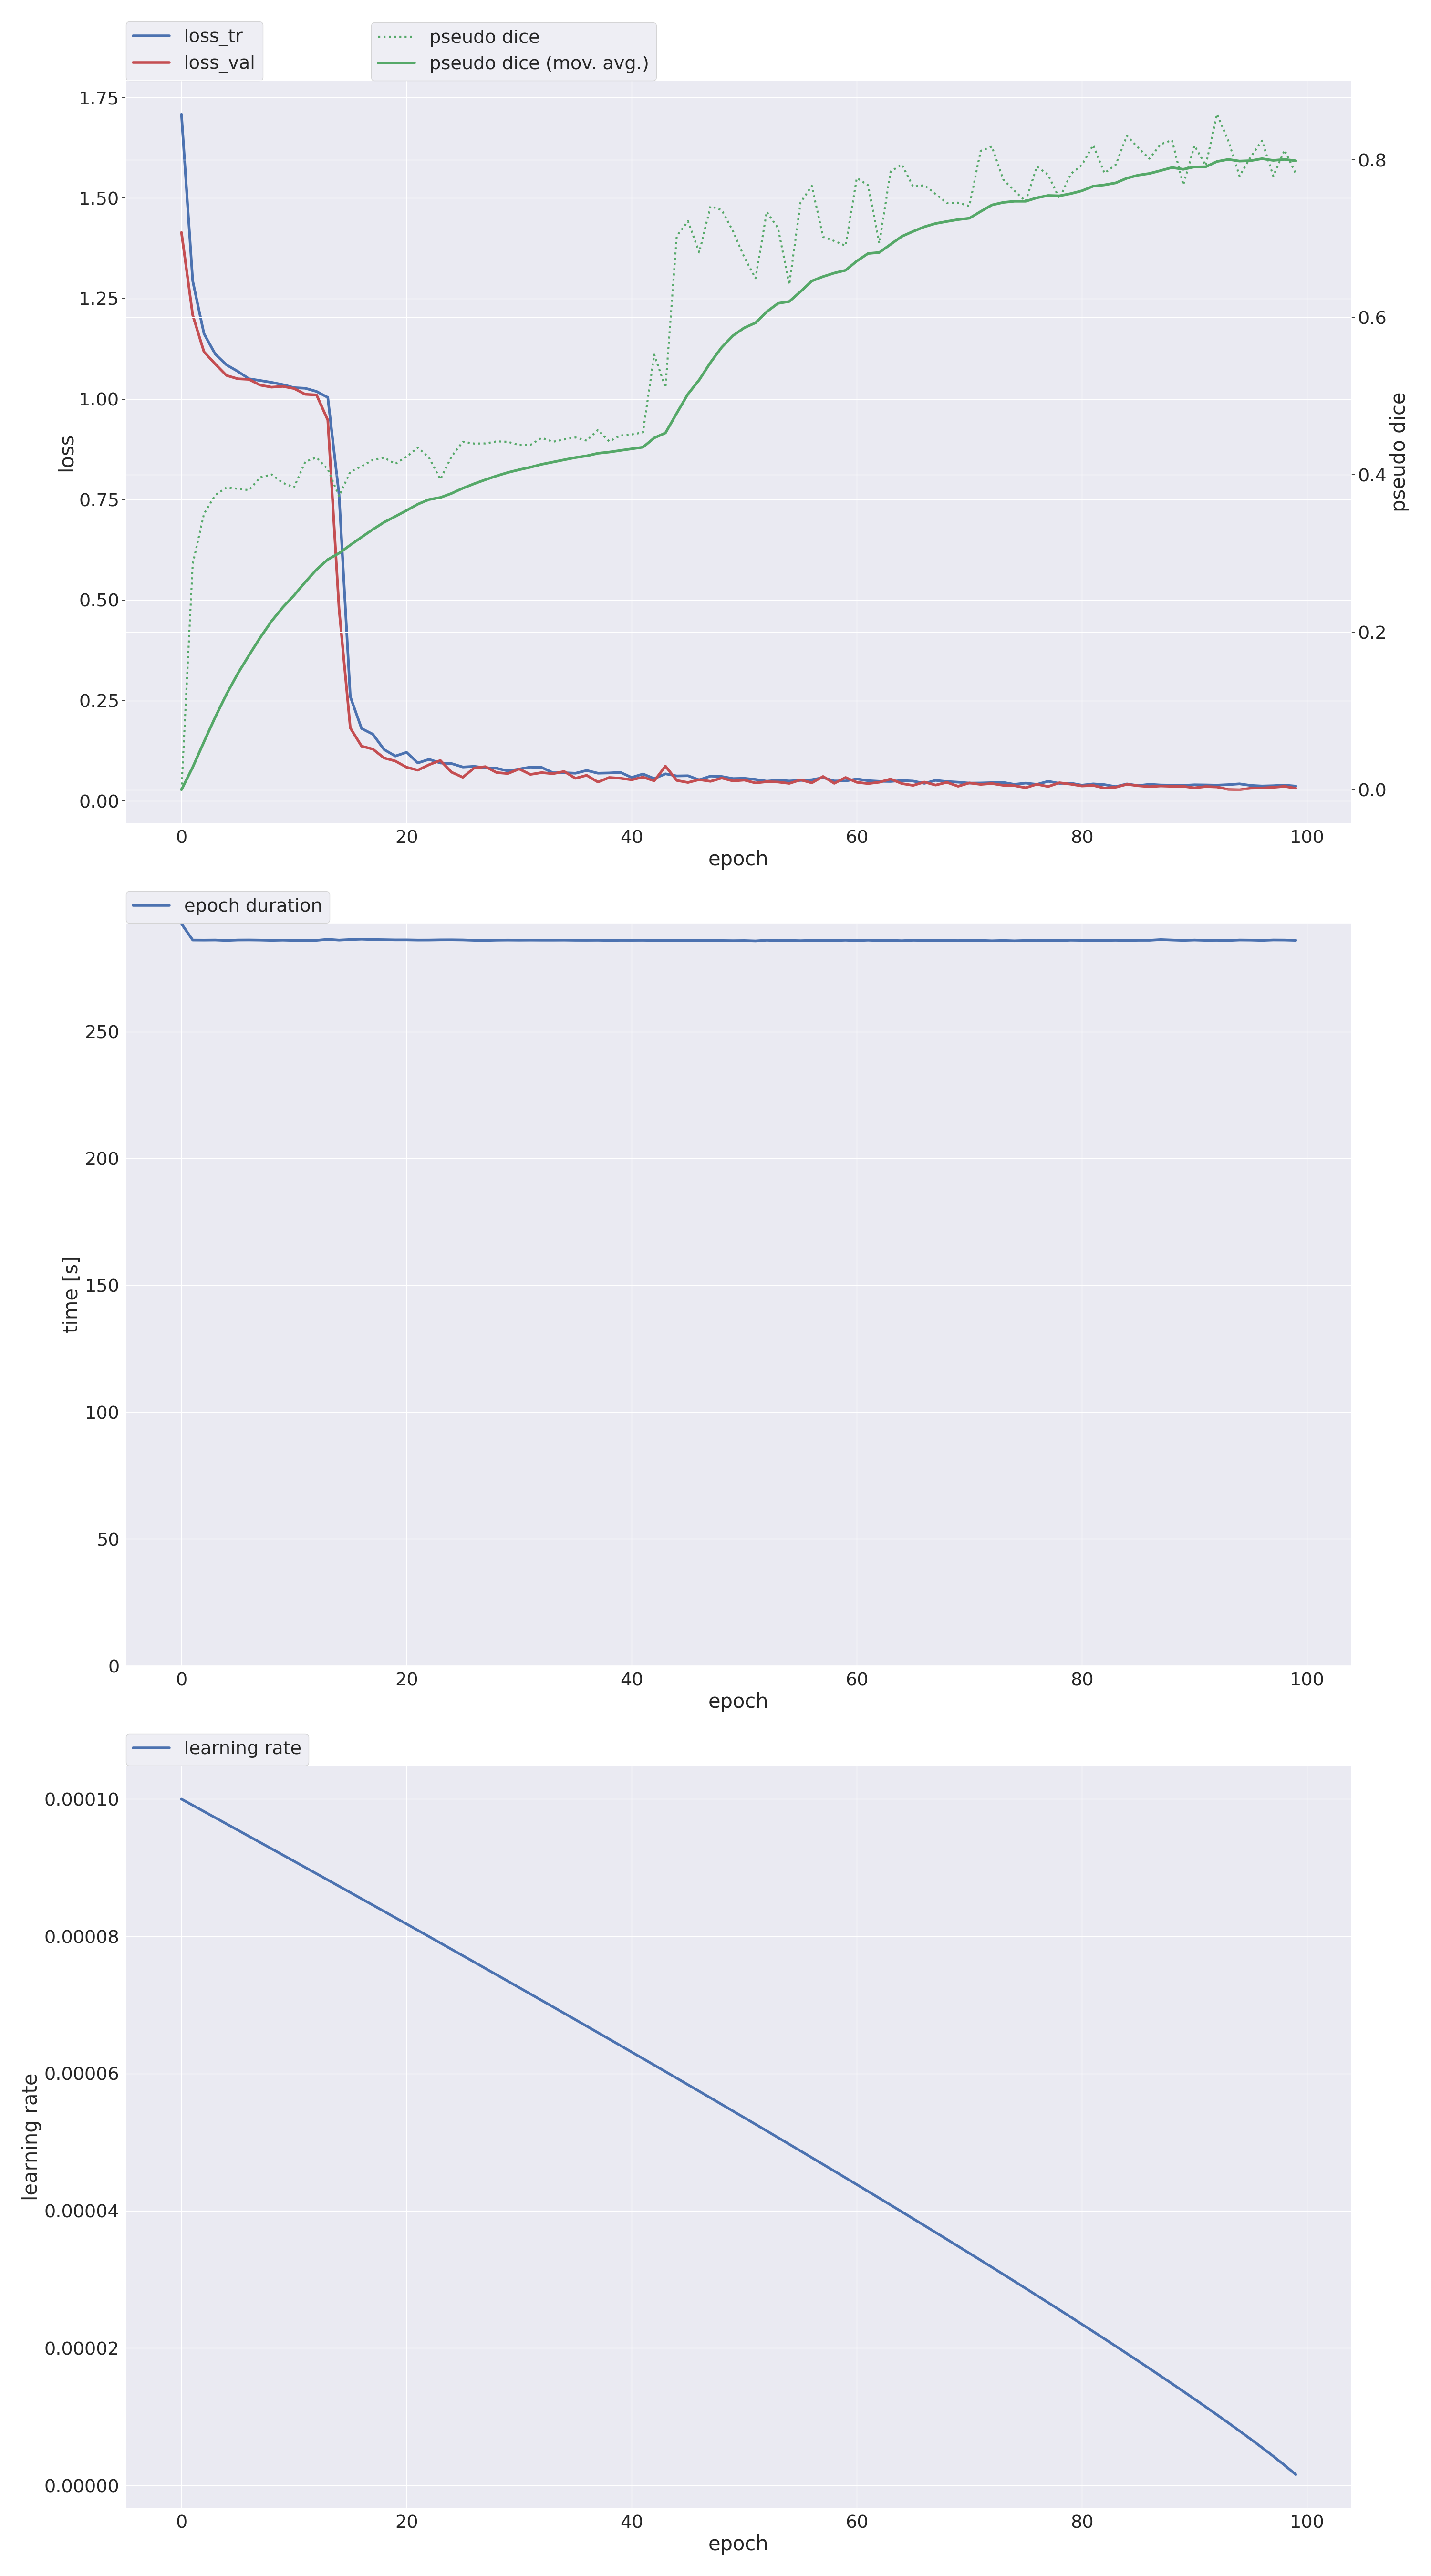 loss_tr
loss_val
pseudo dice
pseudo dice (mov. avg.)
1.75
1.50
1.25
1.00
0.75
0.50
0.25
0.00
loss
0.8
0.6
0.4
0.2
0.0
pseudo dice
0 20 40 60 80 100
epoch
epoch duration
250
200
150
100
50
0
time [s]
0 20 40 60 80 100
epoch
learning rate
0.00010
0.00008
0.00006
0.00004
0.00002
0.00000
learning rate
0 20 40 60 80 100
epoch